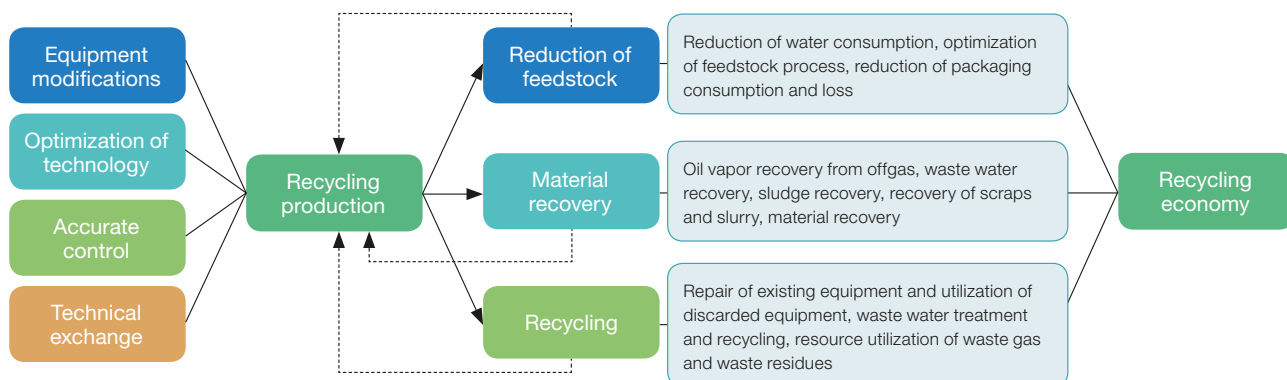 Equipment
modifications
Optimization of
technology
Accurate
control
Technical
exchange
Recycling
production
Reduction of
feedstock
Reduction of water consumption, optimization
of feedstock process, reduction of packaging
consumption and loss
Material
recovery
Oil vapor recovery from offgas, waste water
recovery, sludge recovery, recovery of scraps
and slurry, material recovery
Recycling
Repair of existing equipment and utilization of
discarded equipment, waste water treatment
and recycling, resource utilization of waste gas
and waste residues
Recycling
economy